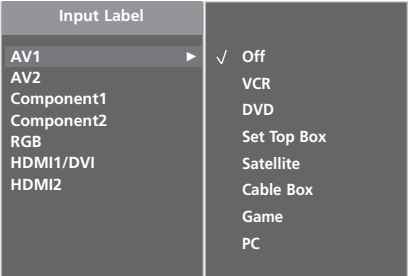 Input Label
AV1
AV2
Component1
Component2
RGB
HDMI1/DVI
HDMI2
Off
VCR
DVD
Set Top Box
Satellite
Cable Box
Game
PC